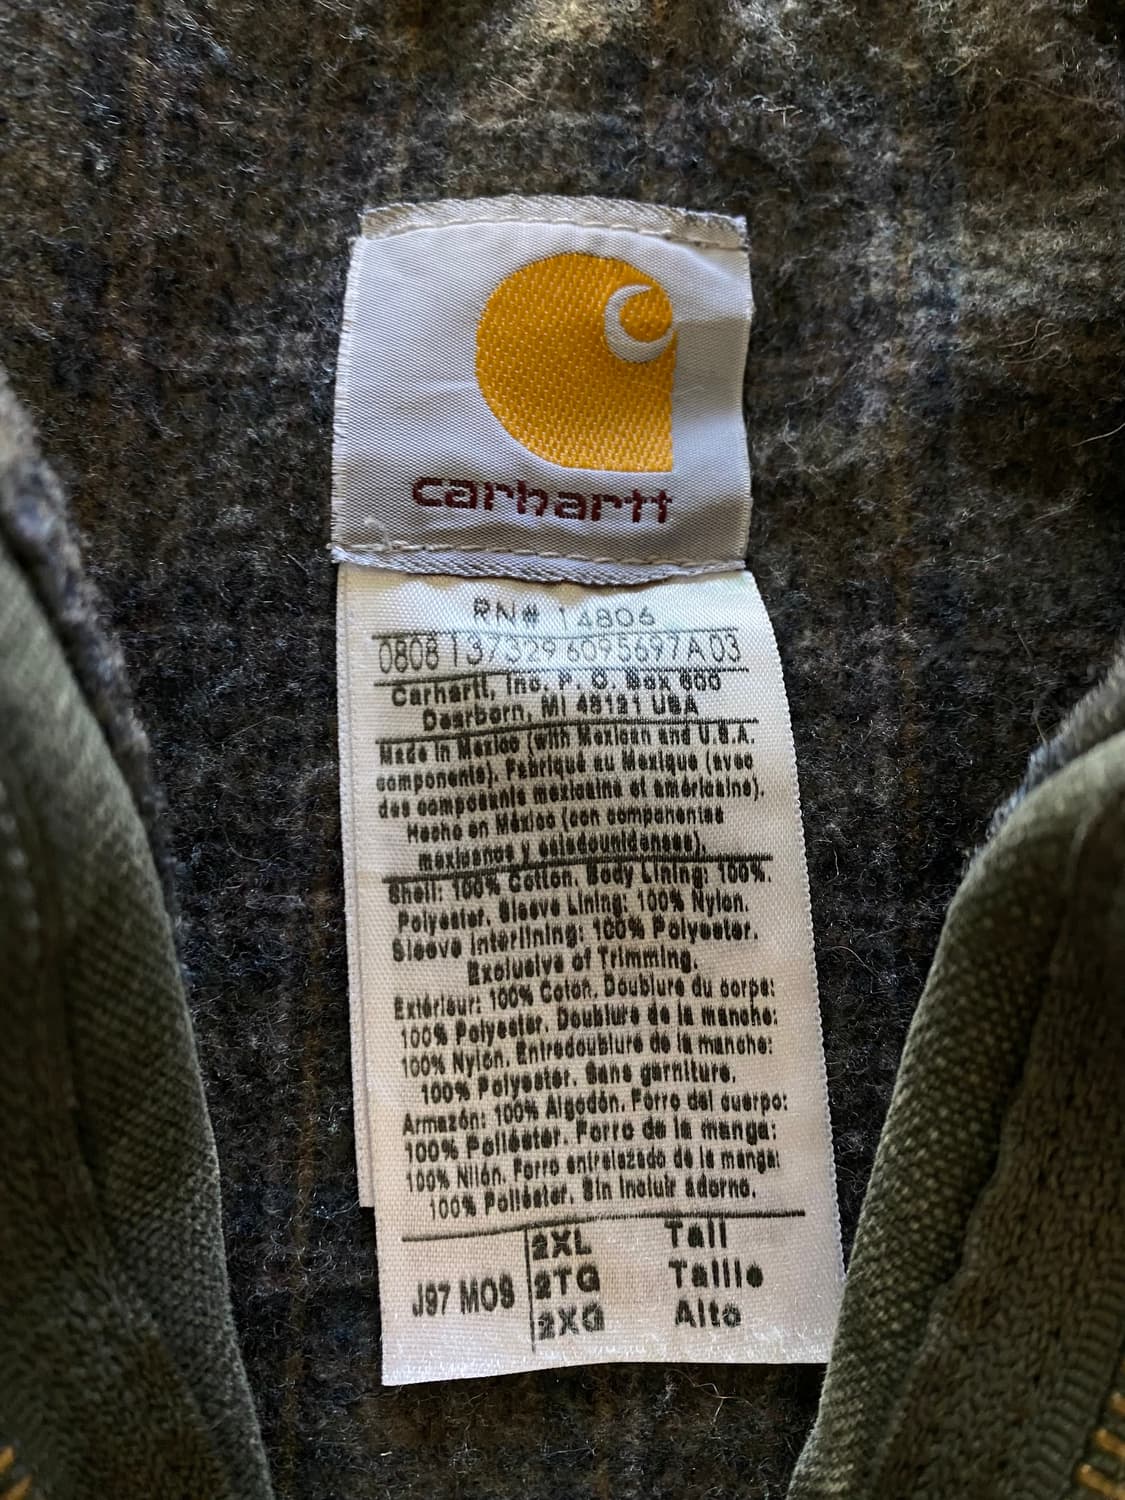 carhartt
RN# 14806
0808 137329 6095697A 03
Carhartt, Inc. P. O. Box 600
Dearborn, MI 48121 USA
Made in Mexico (with Mexican and U.S.A.
components). Fabriqué au Mexique (avec
des composants mexicains et américains).
Hecho en México (con componentes
mexicanos y estadounidenses).
Shell: 100% Cotton. Body Lining: 100%.
Polyester. Sleeve Lining: 100% Nylon.
Sleeve Interlining: 100% Polyester.
Exclusive of Trimming.
Extérieur: 100% Coton. Doublure du corps:
100% Polyester. Doublure de la manche:
100% Nylon. Entredoublure de la manche:
100% Polyester. Sans garniture.
Armazón: 100% Algodón. Forro del cuerpo:
100% Poliéster. Forro de la manga:
100% Nilón. Forro entrelazado de la manga:
100% Poliéster. Sin incluir adorno.
J97 MOS
2XL Tall
2TG Taille
2XG Alto